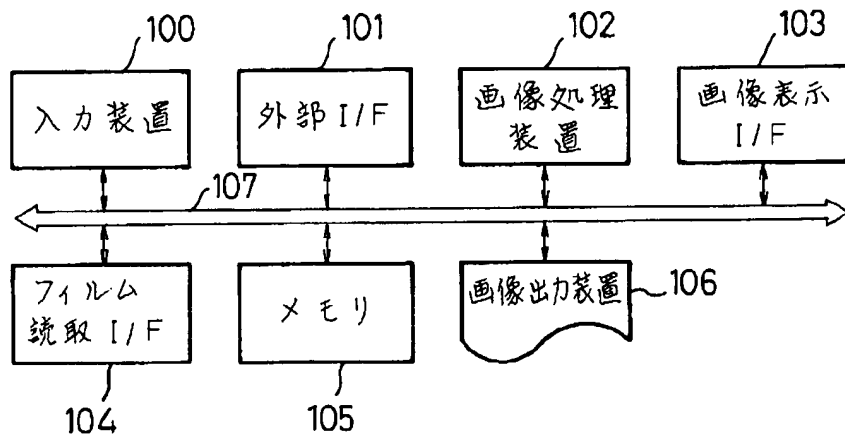 100
101
102
103
入力装置
外部 I/F
画像処理
装置
画像表示
I/F
107
フィルム
読取 I/F
メモリ
画像出力装置
106
104
105